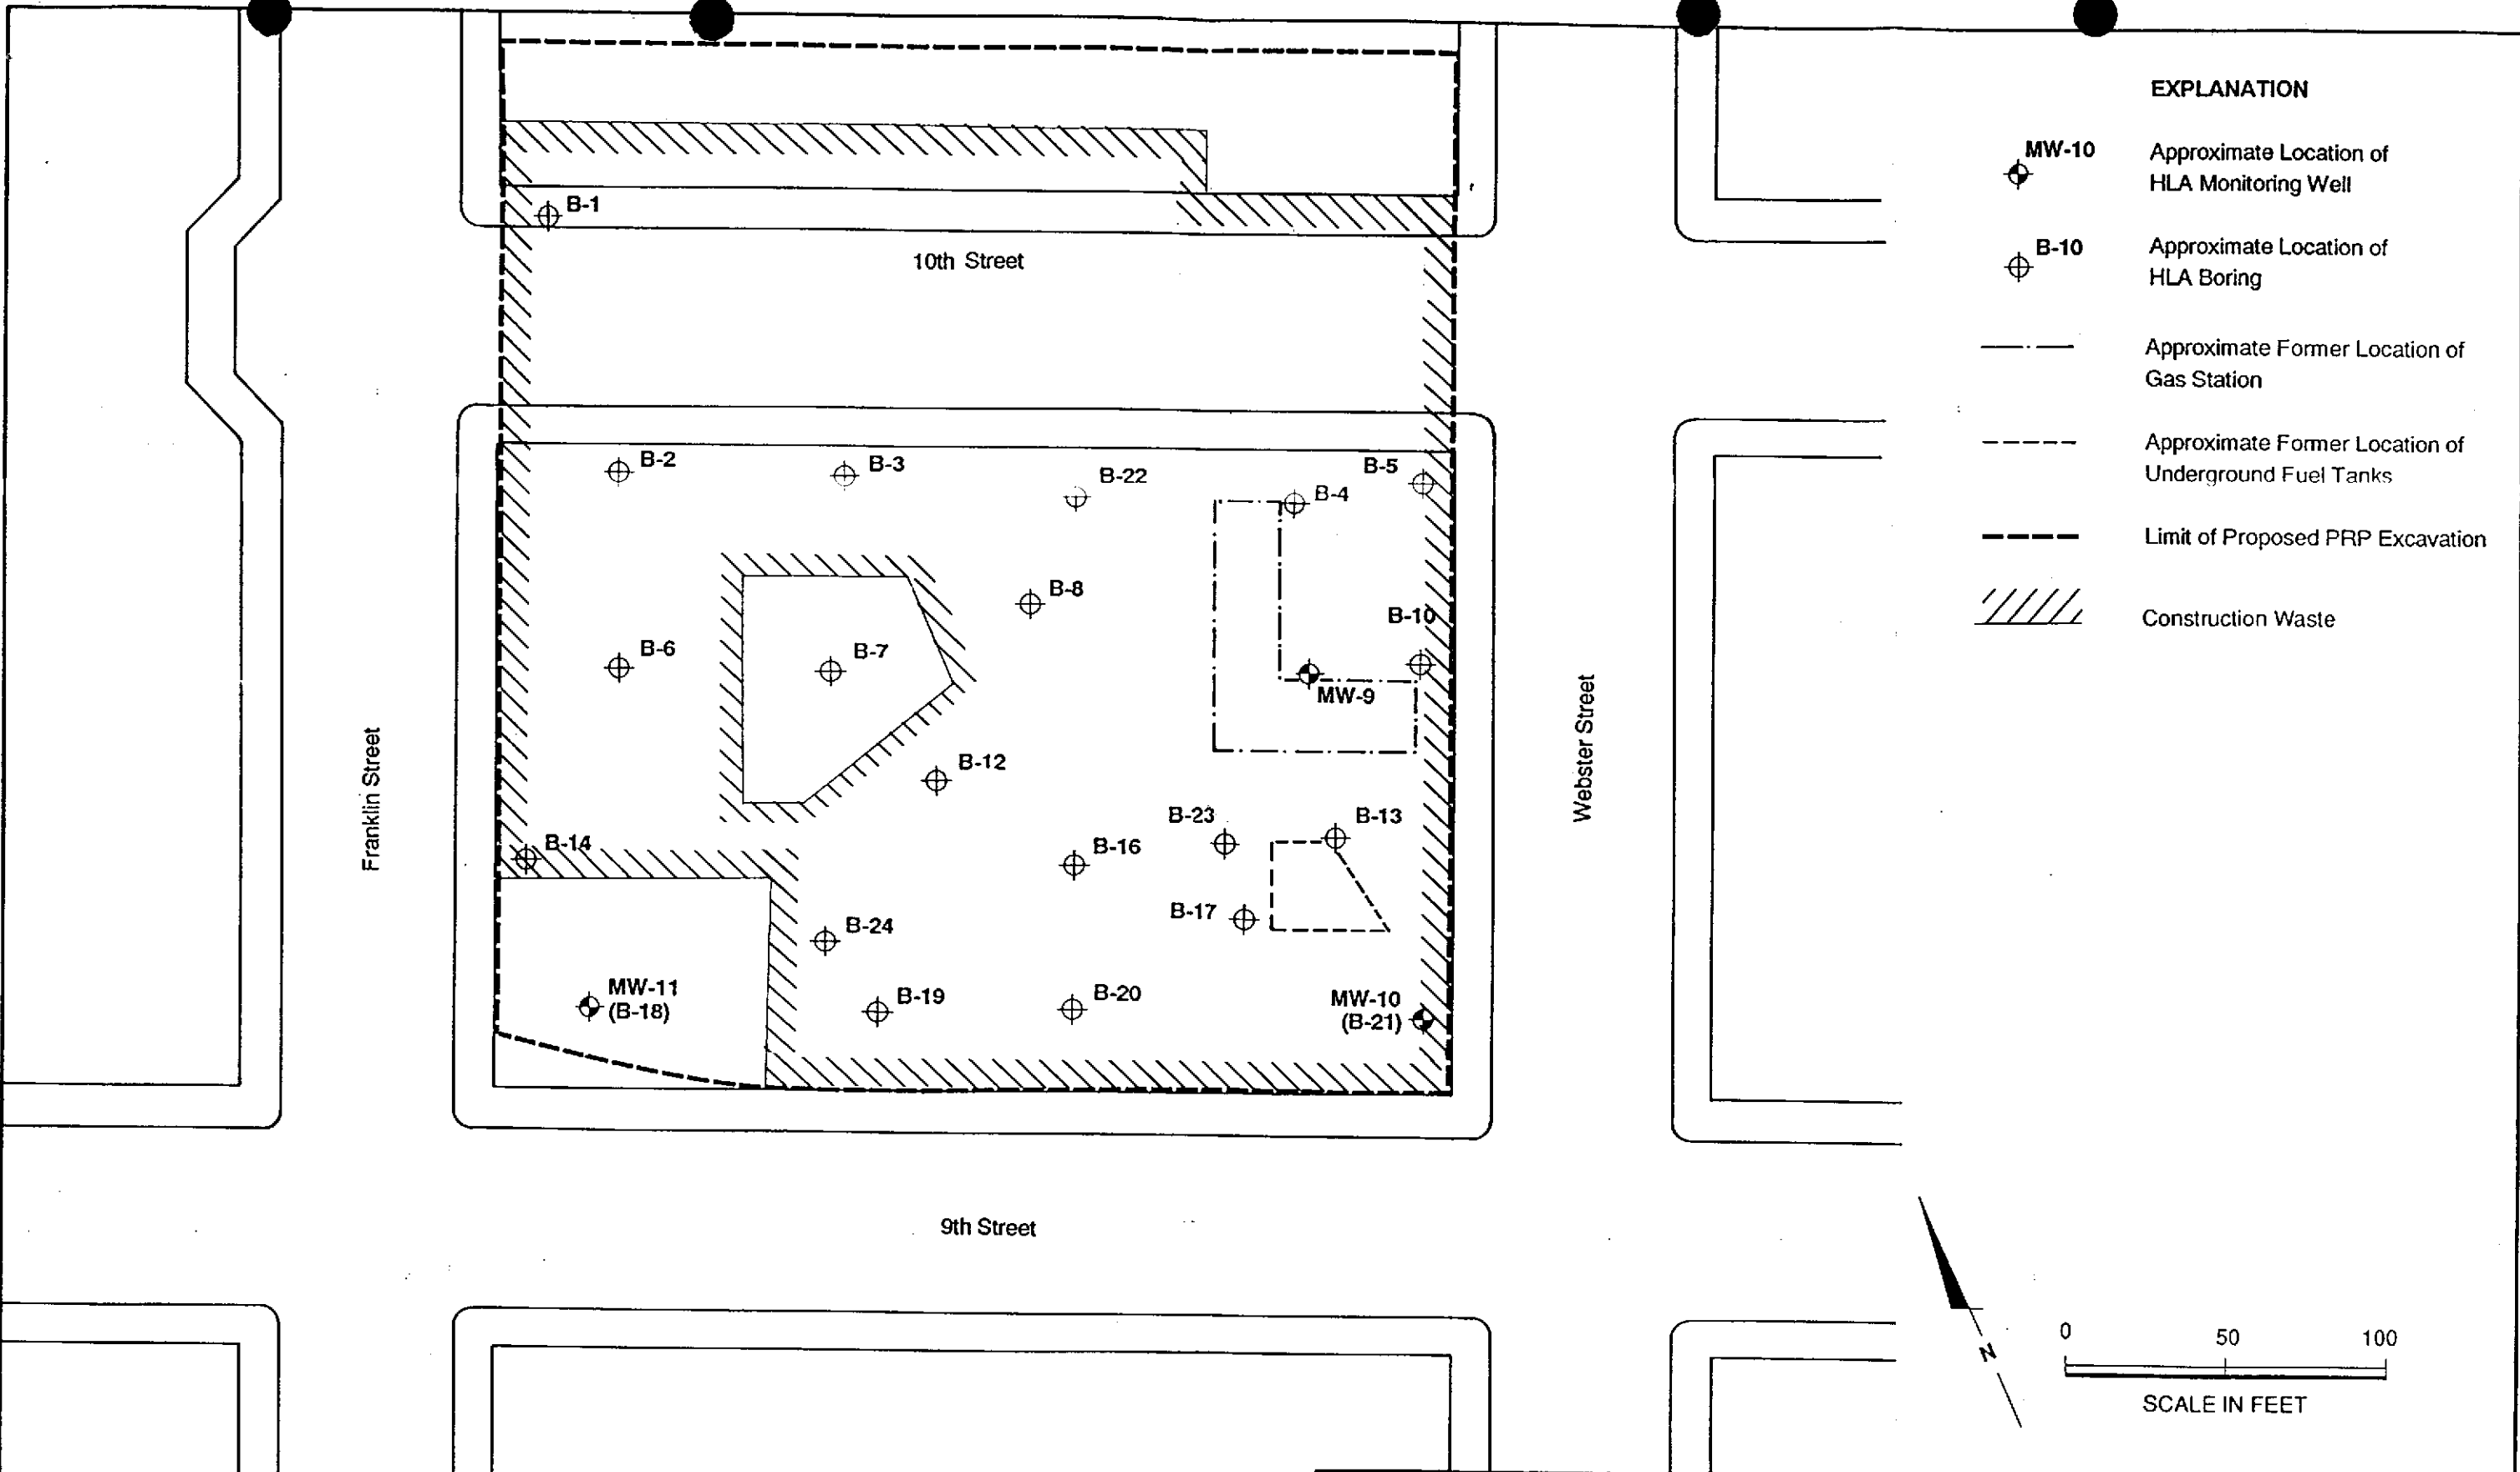 EXPLANATION
MW-10
Approximate Location of
HLA Monitoring Well
B-10
Approximate Location of
HLA Boring
Approximate Former Location of
Gas Station
Approximate Former Location of
Underground Fuel Tanks
Limit of Proposed PRP Excavation
Construction Waste
B-1
10th Street
B-2
B-3
B-22
B-4
B-5
B-8
B-10
B-6
B-7
MW-9
B-12
Franklin Street
Webster Street
B-23
B-13
B-14
B-16
B-17
B-24
MW-11
(B-18)
B-19
B-20
MW-10
(B-21)
9th Street
N
0 50 100
SCALE IN FEET